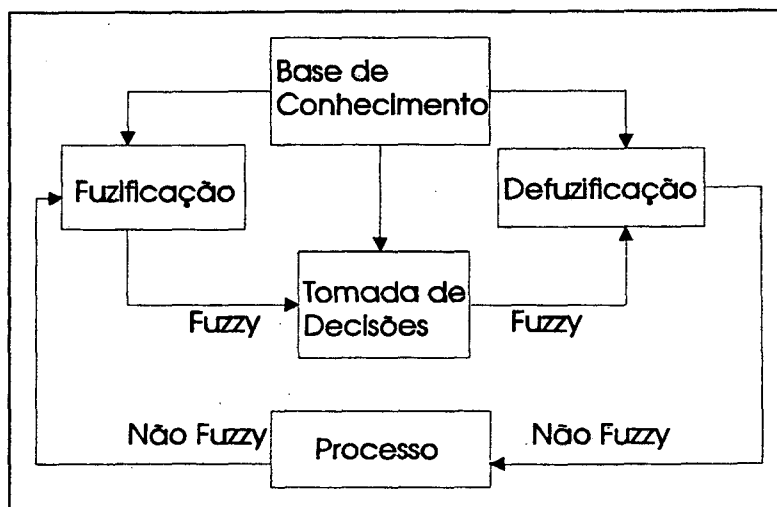 Base de
Conhecimento
Fuzificação
Defuzificação
Tomada de
Decisões
Fuzzy
Fuzzy
Não Fuzzy
Processo
Não Fuzzy